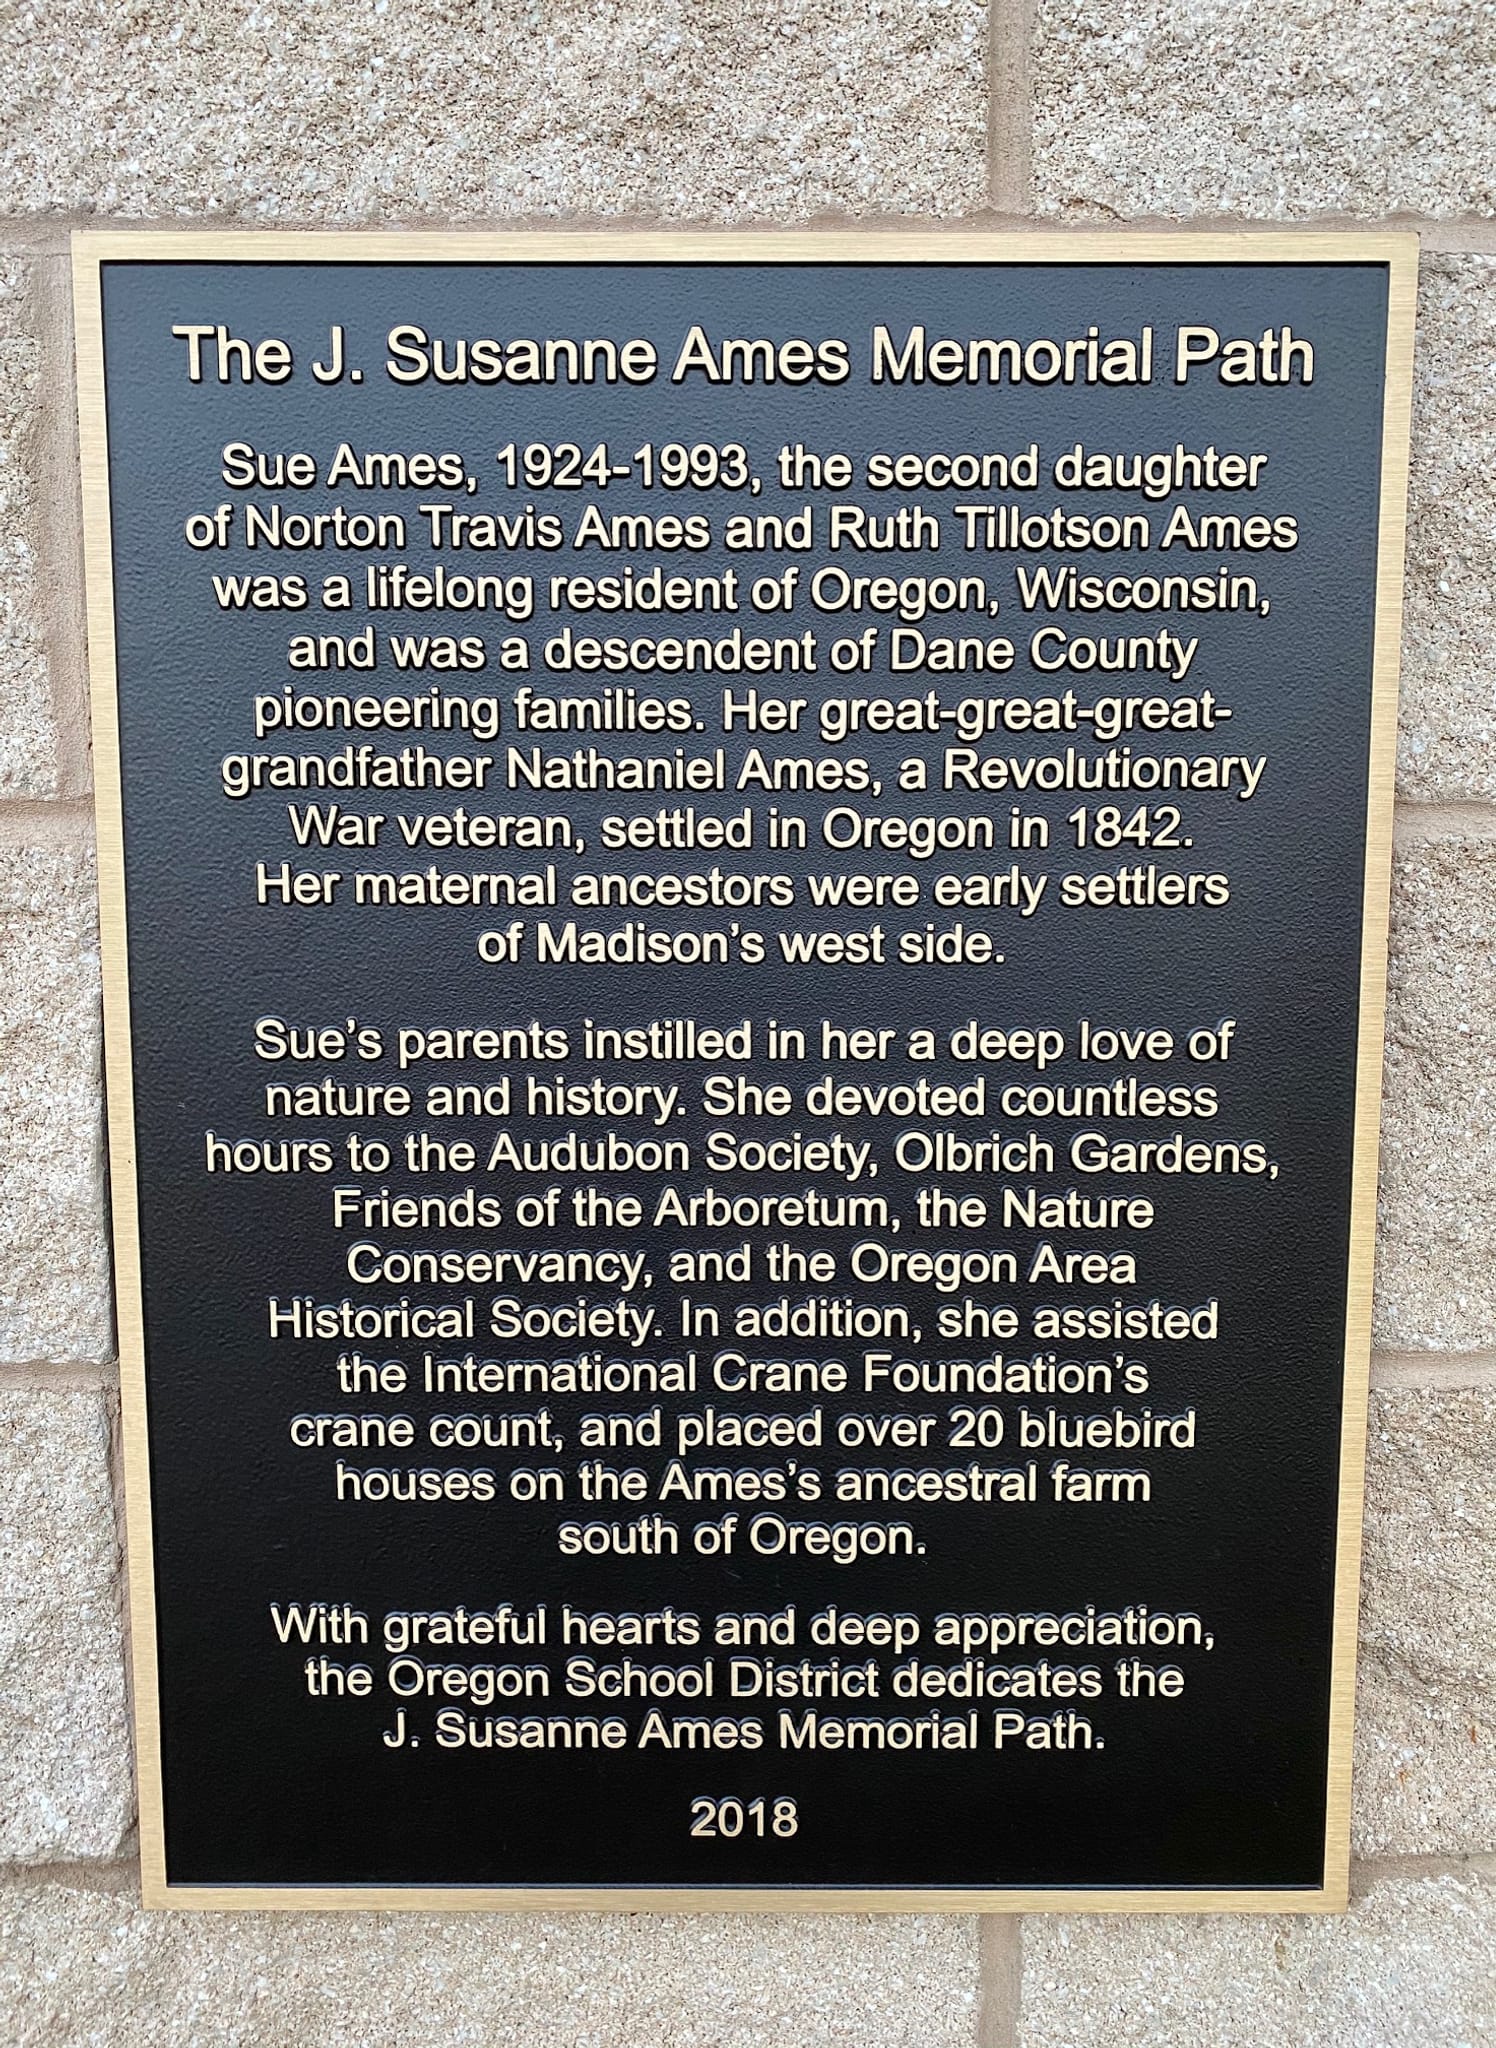 The J. Susanne Ames Memorial Path
Sue Ames, 1924-1993, the second daughter
of Norton Travis Ames and Ruth Tillotson Ames
was a lifelong resident of Oregon, Wisconsin,
and was a descendent of Dane County
pioneering families. Her great-great-great-
grandfather Nathaniel Ames, a Revolutionary
War veteran, settled in Oregon in 1842.
Her maternal ancestors were early settlers
of Madison's west side.
Sue's parents instilled in her a deep love of
nature and history. She devoted countless
hours to the Audubon Society, Olbrich Gardens,
Friends of the Arboretum, the Nature
Conservancy, and the Oregon Area
Historical Society. In addition, she assisted
the International Crane Foundation's
crane count, and placed over 20 bluebird
houses on the Ames's ancestral farm
south of Oregon.
With grateful hearts and deep appreciation,
the Oregon School District dedicates the
J. Susanne Ames Memorial Path.
2018